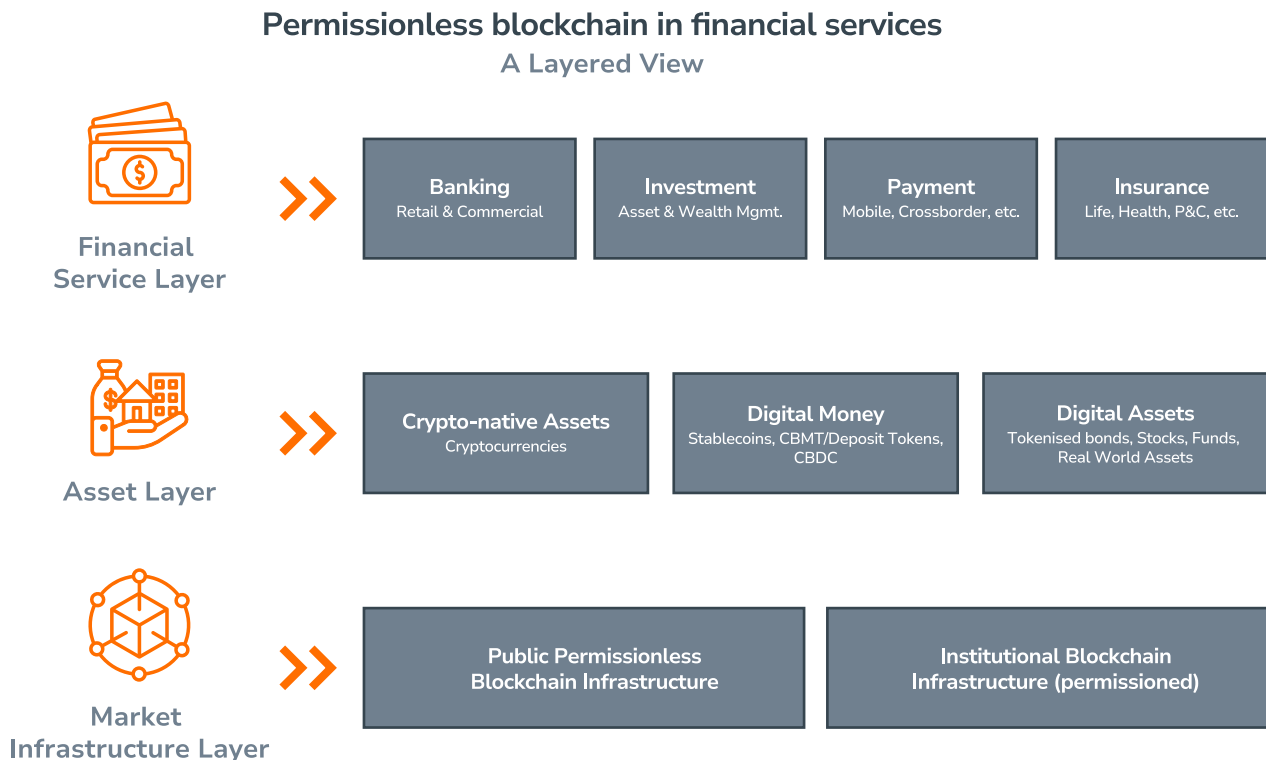 Permissionless blockchain in financial services
A Layered View
Financial
Service Layer
Banking
Retail & Commercial
Investment
Asset & Wealth Mgmt.
Payment
Mobile, Crossborder, etc.
Insurance
Life, Health, P&C, etc.
Asset Layer
Crypto-native Assets
Cryptocurrencies
Digital Money
Stablecoins, CBMT/Deposit Tokens,
CBDC
Digital Assets
Tokenised bonds, Stocks, Funds,
Real World Assets
Market
Infrastructure Layer
Public Permissionless
Blockchain Infrastructure
Institutional Blockchain
Infrastructure (permissioned)